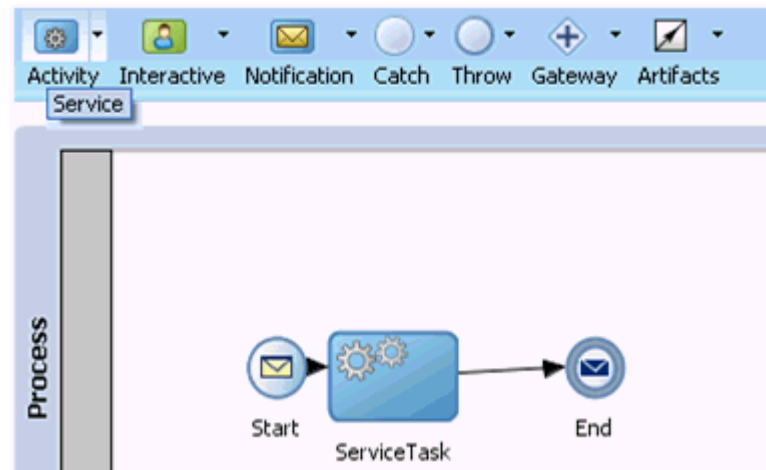 Activity Interactive Notification Catch Throw Gateway Artifacts
Service
Process
Start
End
ServiceTask